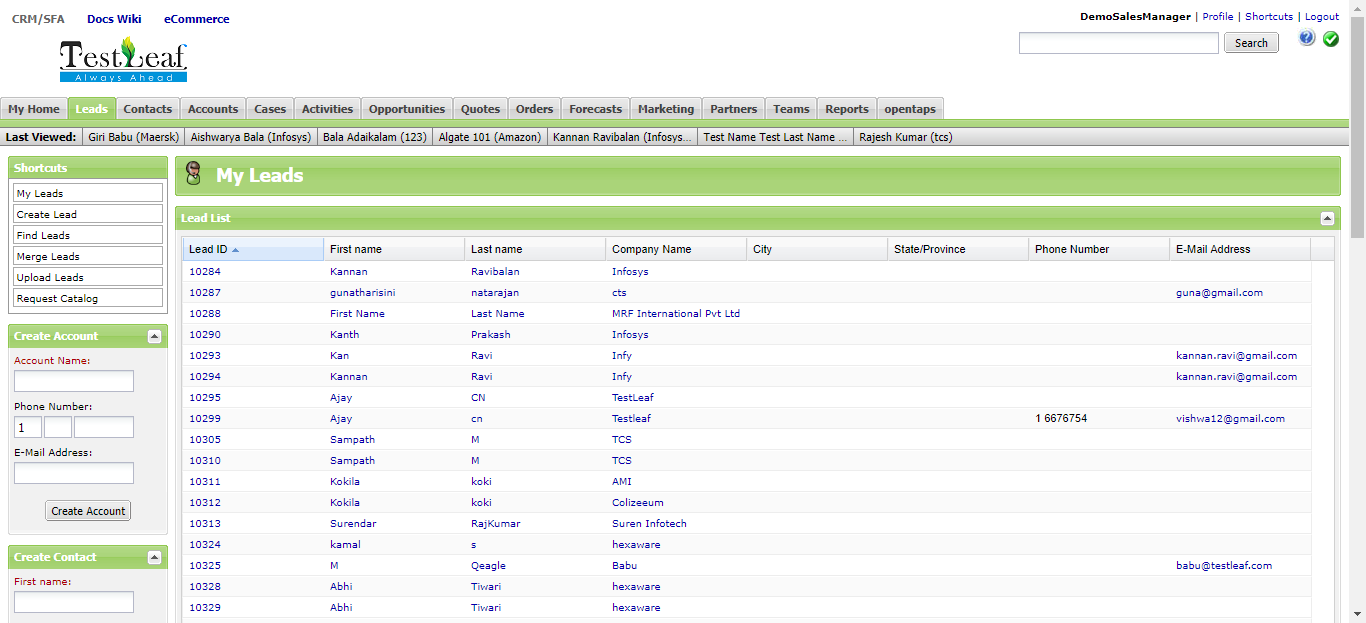 CRM/SFA Docs Wiki eCommerce
DemoSalesManager | Profile | Shortcuts | Logout
TestLeaf
Always Ahead
Search
My Home Leads Contacts Accounts Cases Activities Opportunities Quotes Orders Forecasts Marketing Partners Teams Reports opentaps
Last Viewed: Giri Babu (Maersk) Aishwarya Bala (Infosys) Bala Adaikalam (123) Algate 101 (Amazon) Kannan Ravibalan (Infosys... Test Name Test Last Name ... Rajesh Kumar (tcs)
Shortcuts
My Leads
Create Lead
Find Leads
Merge Leads
Upload Leads
Request Catalog
Create Account
Account Name:
Phone Number:
1
E-Mail Address:
Create Account
Create Contact
First name:
My Leads
Lead List
Lead ID First name Last name Company Name City State/Province Phone Number E-Mail Address
10284 Kannan Ravibalan Infosys
10287 gunatharisini natarajan cts guna@gmail.com
10288 First Name Last Name MRF International Pvt Ltd
10290 Kanth Prakash Infosys
10293 Kan Ravi Infy kannan.ravi@gmail.com
10294 Kannan Ravi Infy kannan.ravi@gmail.com
10295 Ajay CN TestLeaf
10299 Ajay cn Testleaf 1 6676754 vishwa12@gmail.com
10305 Sampath M TCS
10310 Sampath M TCS
10311 Kokila koki AMI
10312 Kokila koki Colizeeum
10313 Surendar RajKumar Suren Infotech
10324 kamal s hexaware
10325 M Qeagle Babu babu@testleaf.com
10328 Abhi Tiwari hexaware
10329 Abhi Tiwari hexaware